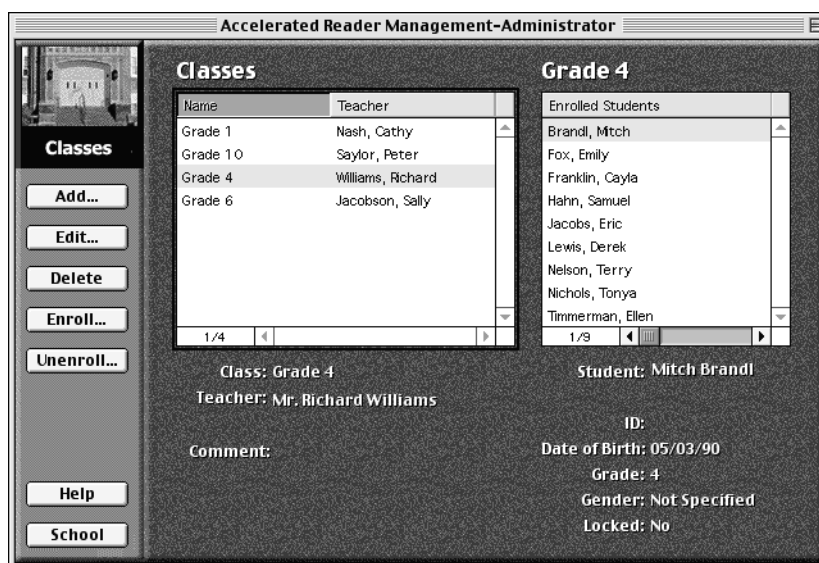 Accelerated Reader Management-Administrator
Classes
Add...
Edit...
Delete
Enroll...
Unenroll...
Help
School
Classes
Name Teacher
Grade 1 Nash, Cathy
Grade 10 Saylor, Peter
Grade 4 Williams, Richard
Grade 6 Jacobson, Sally
1/4
Class: Grade 4
Teacher: Mr. Richard Williams
Comment:
Grade 4
Enrolled Students
Brandl, Mitch
Fox, Emily
Franklin, Cayla
Hahn, Samuel
Jacobs, Eric
Lewis, Derek
Nelson, Terry
Nichols, Tonya
Timmerman, Ellen
1/9
Student: Mitch Brandl
ID:
Date of Birth: 05/03/90
Grade: 4
Gender: Not Specified
Locked: No